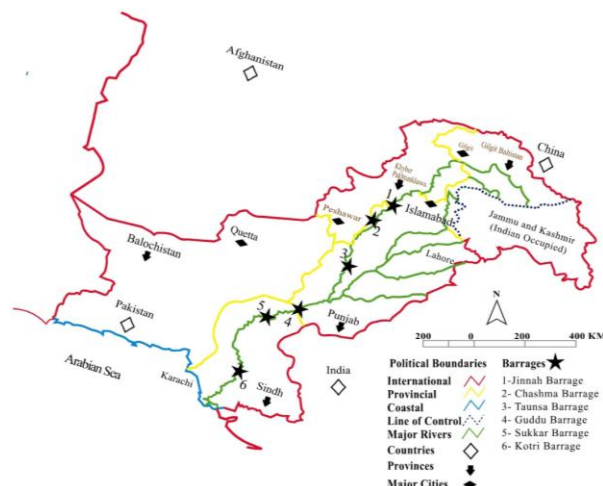 Afghanistan
China
Gilgit
Gilgit Baltistan
Khyber
Pakhtunkhawa
1
Islamabad
Peshawar
2
Jammu and Kashmir
(Indian Occupied)
Quetta
Balochistan
3
Lahore
Pakistan
5
4
Punjab
N
200 0 200 400 KM
Arabian Sea
Karachi
6
Sindh
India
Political Boundaries
International
Provincial
Coastal
Line of Control
Major Rivers
Countries
Provinces
Major Cities
Barrages
1-Jinnah Barrage
2- Chashma Barrage
3- Taunsa Barrage
4- Guddu Barrage
5- Sukkar Barrage
6- Kotri Barrage